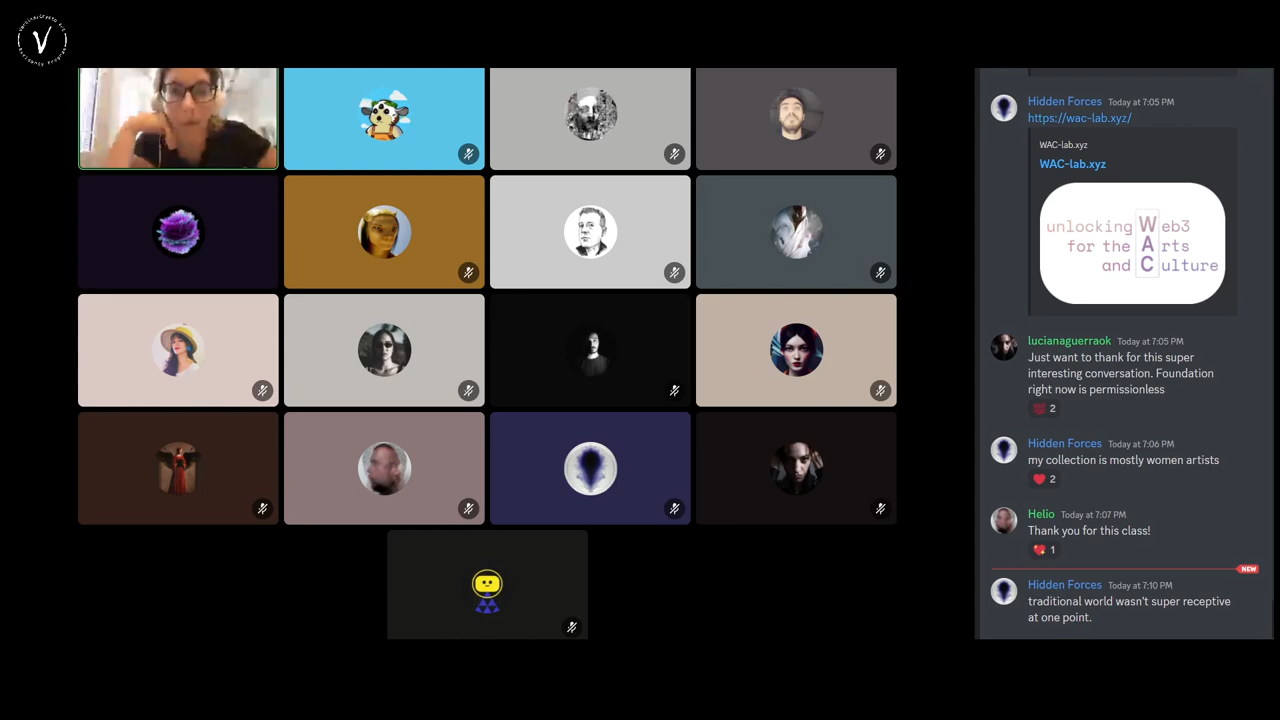 V
Hidden Forces Today at 7:05 PM
https://wac-lab.xyz/
WAC-lab.xyz
WAC-lab.xyz
unlocking Web3
for the Arts
and Culture
lucianaguerraok Today at 7:05 PM
Just want to thank for this super
interesting conversation. Foundation
right now is permissionless
2
Hidden Forces Today at 7:06 PM
my collection is mostly women artists
2
Helio Today at 7:07 PM
Thank you for this class!
1
NEW
Hidden Forces Today at 7:10 PM
traditional world wasn't super receptive
at one point.